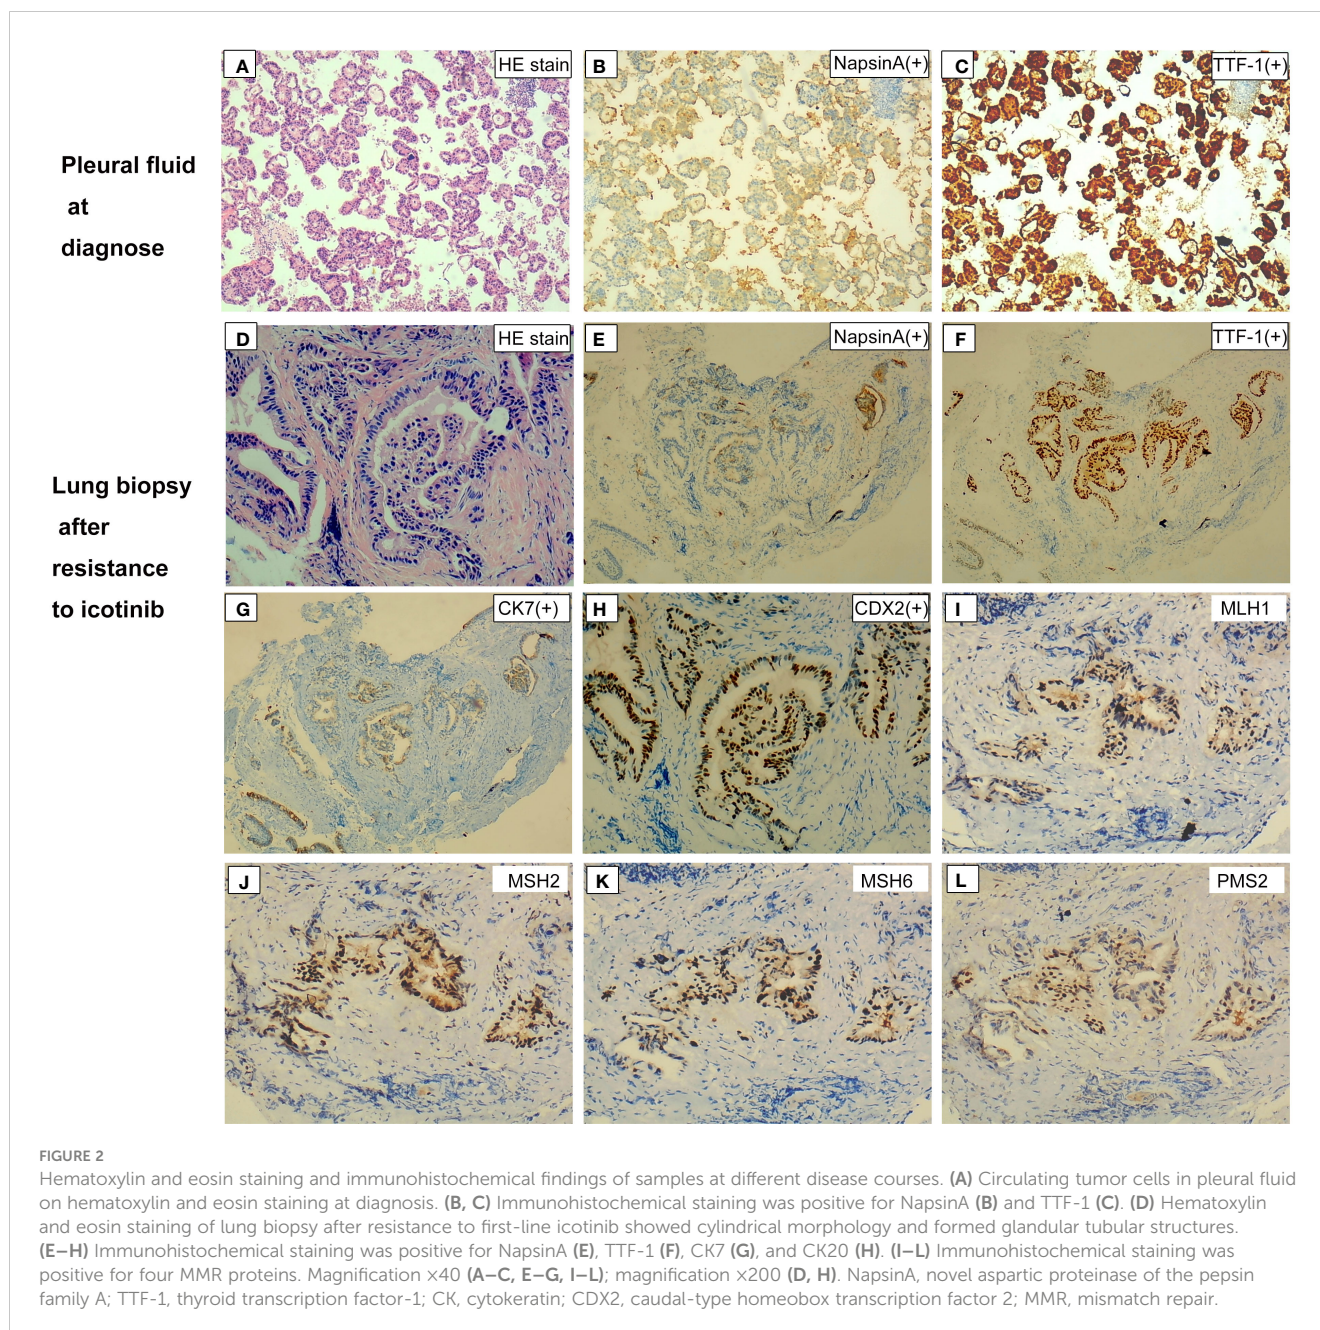 A
HE stain
B
NapsinA(+)
C
TTF-1(+)
Pleural fluid
at
diagnose
D
HE stain
E
NapsinA(+)
F
TTF-1(+)
Lung biopsy
after
resistance
to icotinib
G
CK7(+)
H
CDX2(+)
I
MLH1
J
MSH2
K
MSH6
L
PMS2
FIGURE 2
Hematoxylin and eosin staining and immunohistochemical findings of samples at different disease courses. (A) Circulating tumor cells in pleural fluid
on hematoxylin and eosin staining at diagnosis. (B, C) Immunohistochemical staining was positive for NapsinA (B) and TTF-1 (C). (D) Hematoxylin
and eosin staining of lung biopsy after resistance to first-line icotinib showed cylindrical morphology and formed glandular tubular structures.
(E–H) Immunohistochemical staining was positive for NapsinA (E), TTF-1 (F), CK7 (G), and CK20 (H). (I–L) Immunohistochemical staining was
positive for four MMR proteins. Magnification ×40 (A–C, E–G, I–L); magnification ×200 (D, H). NapsinA, novel aspartic proteinase of the pepsin
family A; TTF-1, thyroid transcription factor-1; CK, cytokeratin; CDX2, caudal-type homeobox transcription factor 2; MMR, mismatch repair.